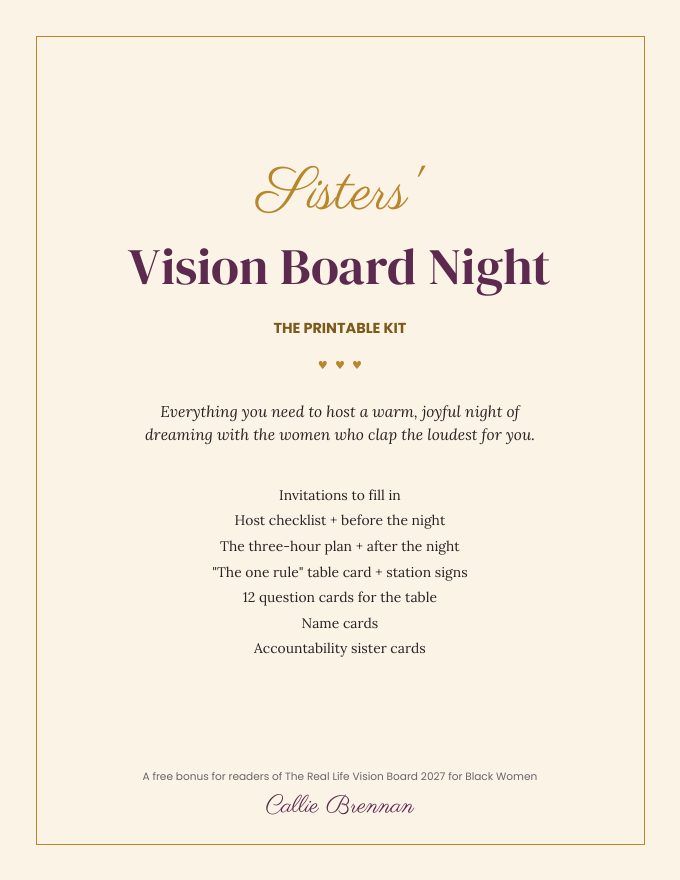 Sisters'
Vision Board Night
THE PRINTABLE KIT
♥ ♥ ♥
Everything you need to host a warm, joyful night of
dreaming with the women who clap the loudest for you.
Invitations to fill in
Host checklist + before the night
The three-hour plan + after the night
"The one rule" table card + station signs
12 question cards for the table
Name cards
Accountability sister cards
A free bonus for readers of The Real Life Vision Board 2027 for Black Women
Callie Brennan